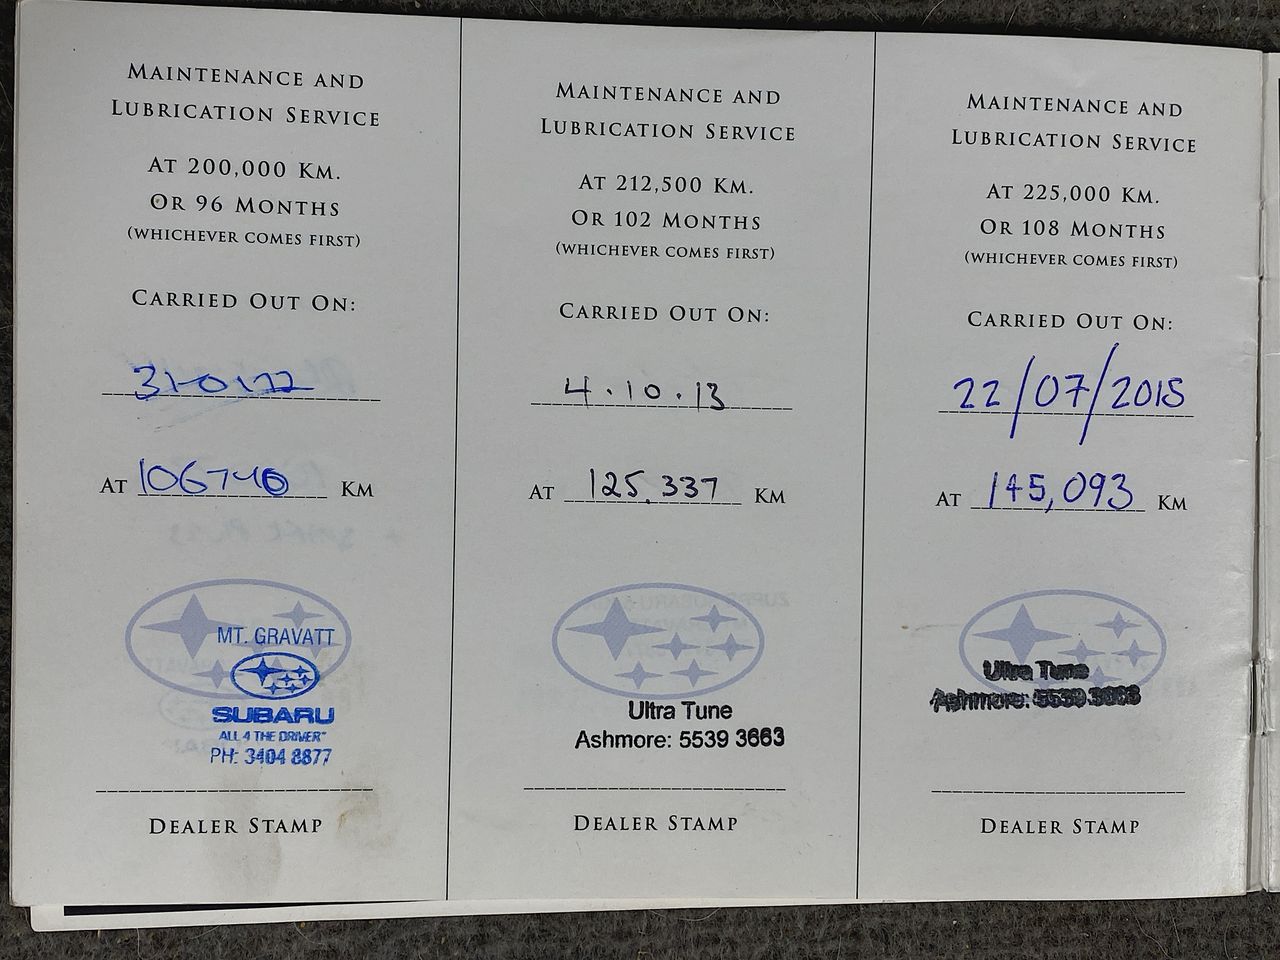 MAINTENANCE AND
LUBRICATION SERVICE
AT 200,000 KM.
OR 96 MONTHS
(WHICHEVER COMES FIRST)
CARRIED OUT ON:
AT 106740 KM
MT. GRAVATT
SUBARU
ALL 4 THE DRIVER™
PH: 3404 8877
DEALER STAMP
MAINTENANCE AND
LUBRICATION SERVICE
AT 212,500 KM.
OR 102 MONTHS
(WHICHEVER COMES FIRST)
CARRIED OUT ON:
4.10.13
AT 125.337 KM
Ultra Tune
Ashmore: 5539 3663
DEALER STAMP
MAINTENANCE AND
LUBRICATION SERVICE
AT 225,000 KM.
OR 108 MONTHS
(WHICHEVER COMES FIRST)
CARRIED OUT ON:
22/07/2015
AT 145,093 KM
Ultra Tune
Ashmore: 5539 3663
DEALER STAMP